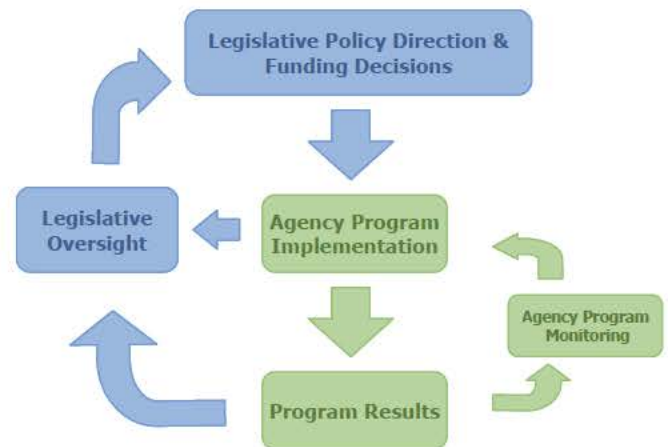 Legislative Policy Direction &
Funding Decisions
Legislative
Oversight
Agency Program
Implementation
Agency Program
Monitoring
Program Results